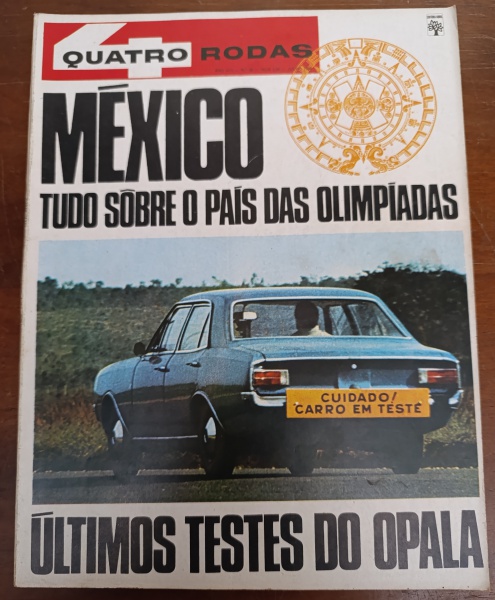 QUATRO RODAS
MÉXICO
TUDO SÔBRE O PAÍS DAS OLIMPÍADAS
CUIDADO!
CARRO EM TESTE
ÚLTIMOS TESTES DO OPALA